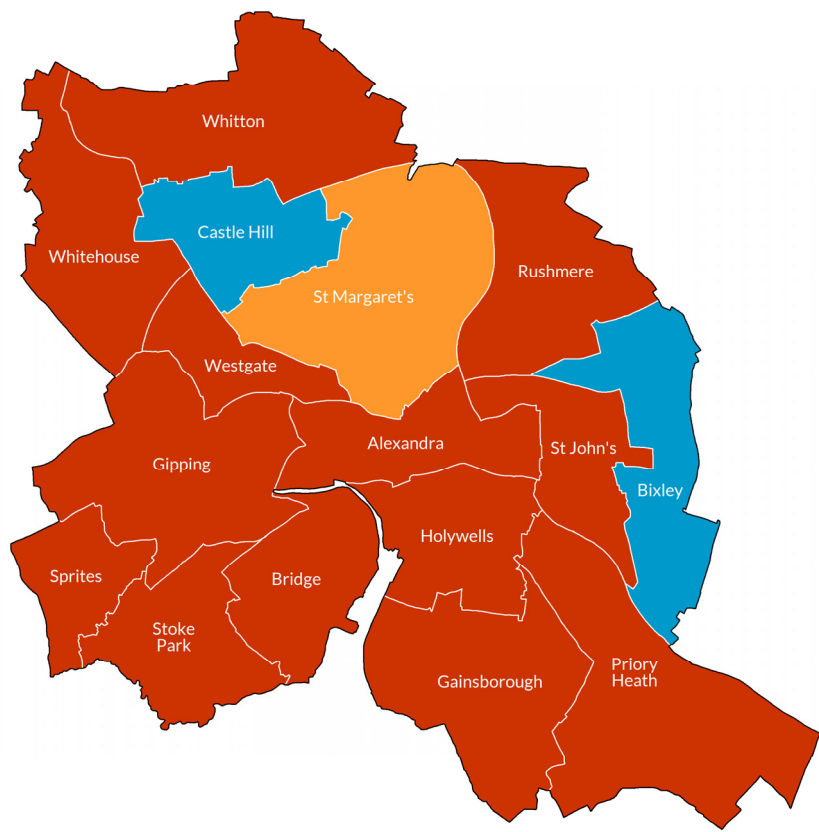 Whitton
Castle Hill
Whitehouse
Rushmere
St Margaret's
Westgate
Alexandra
St John's
Gipping
Bixley
Holywells
Sprites
Bridge
Stoke
Park
Priory
Heath
Gainsborough